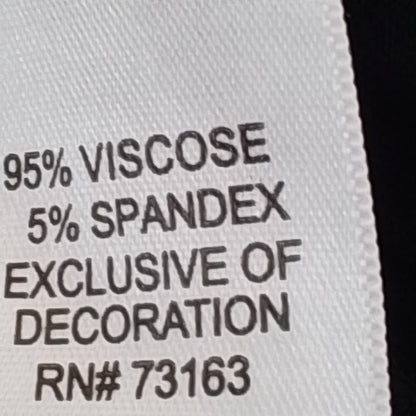 95% VISCOSE
5% SPANDEX
EXCLUSIVE OF
DECORATION
RN# 73163